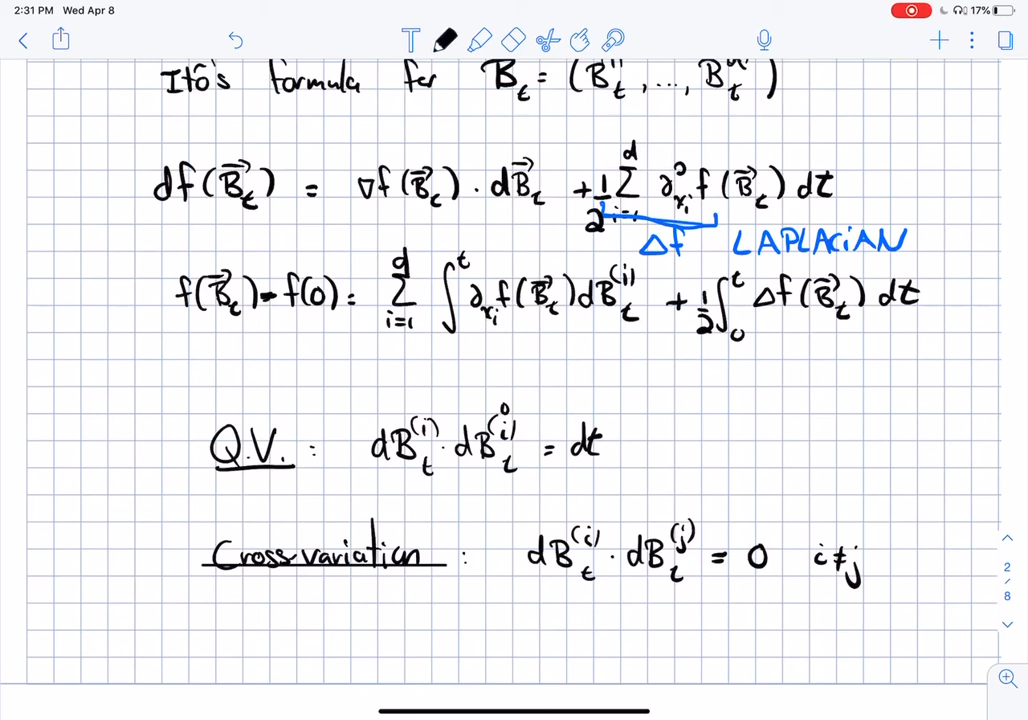 2:31 PM Wed Apr 8
17%
T
Itô's formula for B_t = (B_t^(1), ..., B_t^(d))
df(B⃗_t) = ∇f(B⃗_t) · dB⃗_t + 1/2 ∑_{i=1}^{d} ∂²_{x_i} f(B⃗_t) dt
Δf LAPLACIAN
f(B⃗_t) - f(0) = ∑_{i=1}^{d} ∫^t ∂_{x_i} f(B⃗_t) dB_t^(i) + 1/2 ∫_0^t Δf(B⃗_t) dt
Q.V. : dB_t^(i) · dB_t^(i) = dt
Cross variation : dB_t^(i) · dB_t^(j) = 0 i≠j
2
/
8